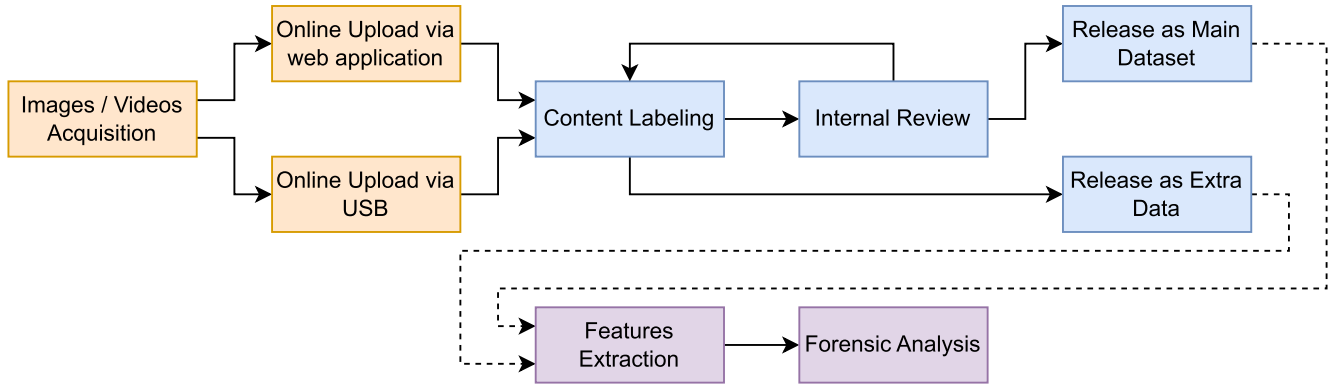 Images / Videos
Acquisition
Online Upload via
web application
Online Upload via
USB
Content Labeling
Internal Review
Release as Main
Dataset
Release as Extra
Data
Features
Extraction
Forensic Analysis